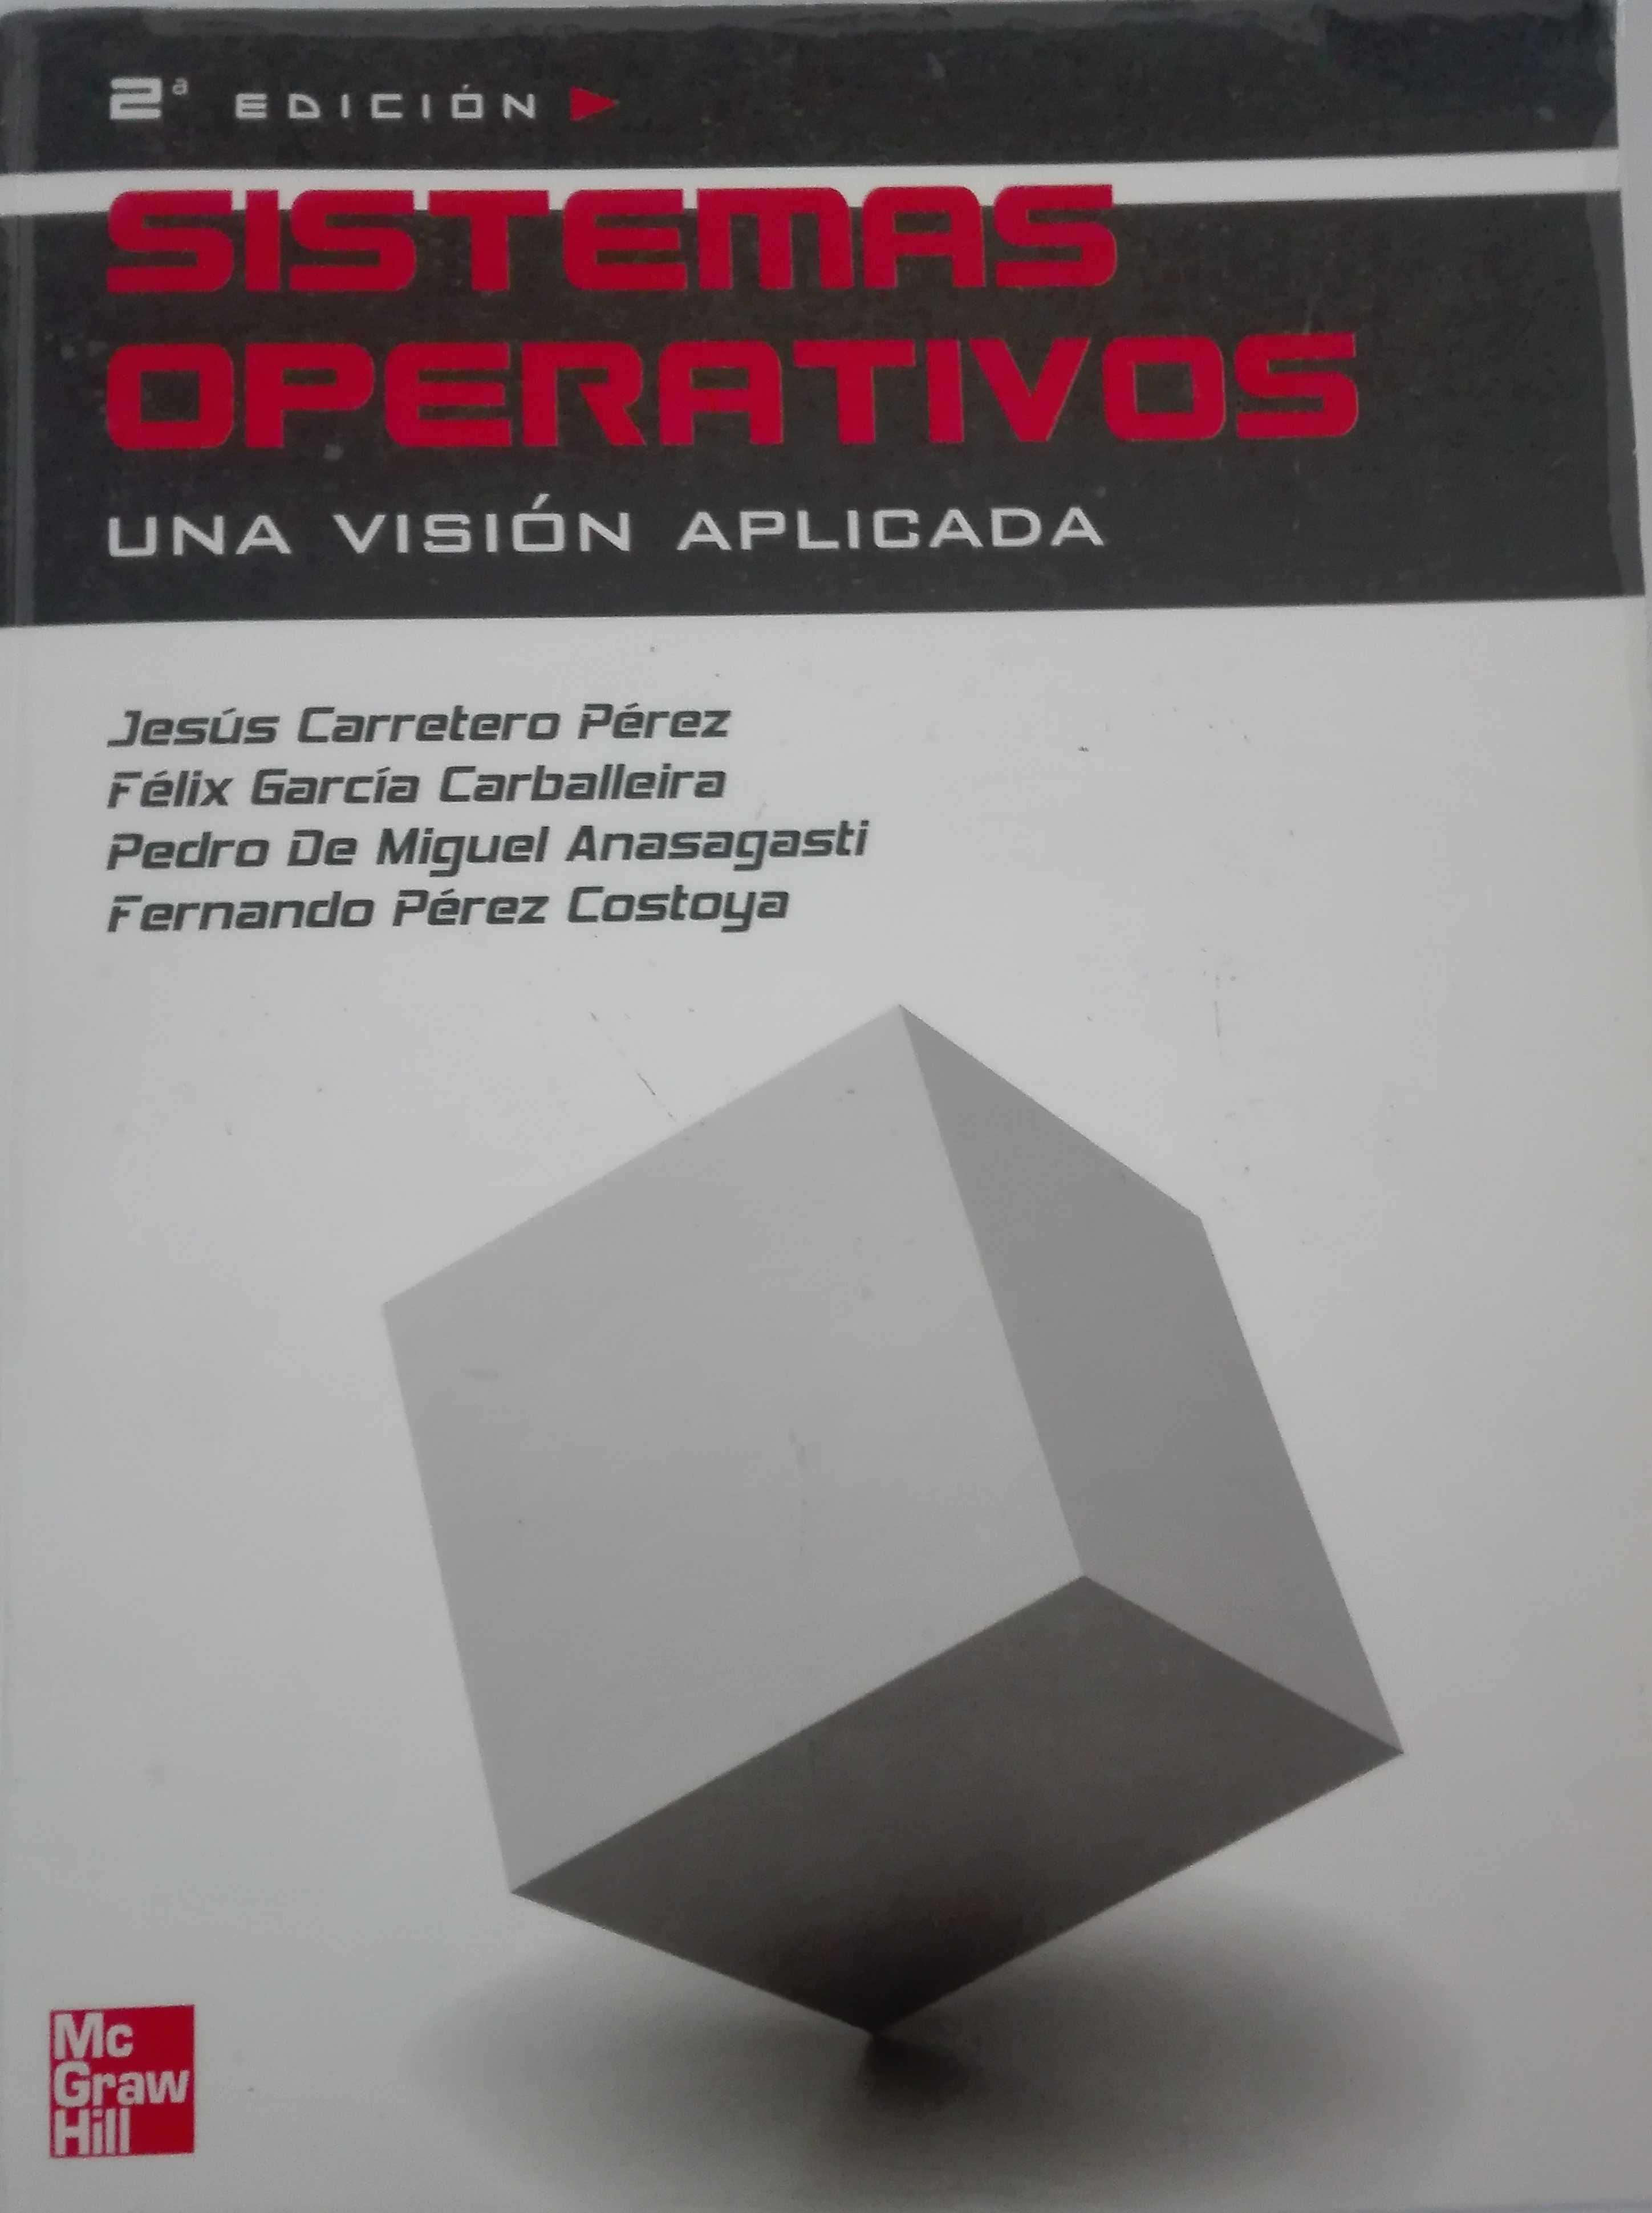 2ª EDICIÓN
SISTEMAS
OPERATIVOS
UNA VISIÓN APLICADA
Jesús Carretero Pérez
Félix García Carballeira
Pedro De Miguel Anasagasti
Fernando Pérez Costoya
Mc
Graw
Hill